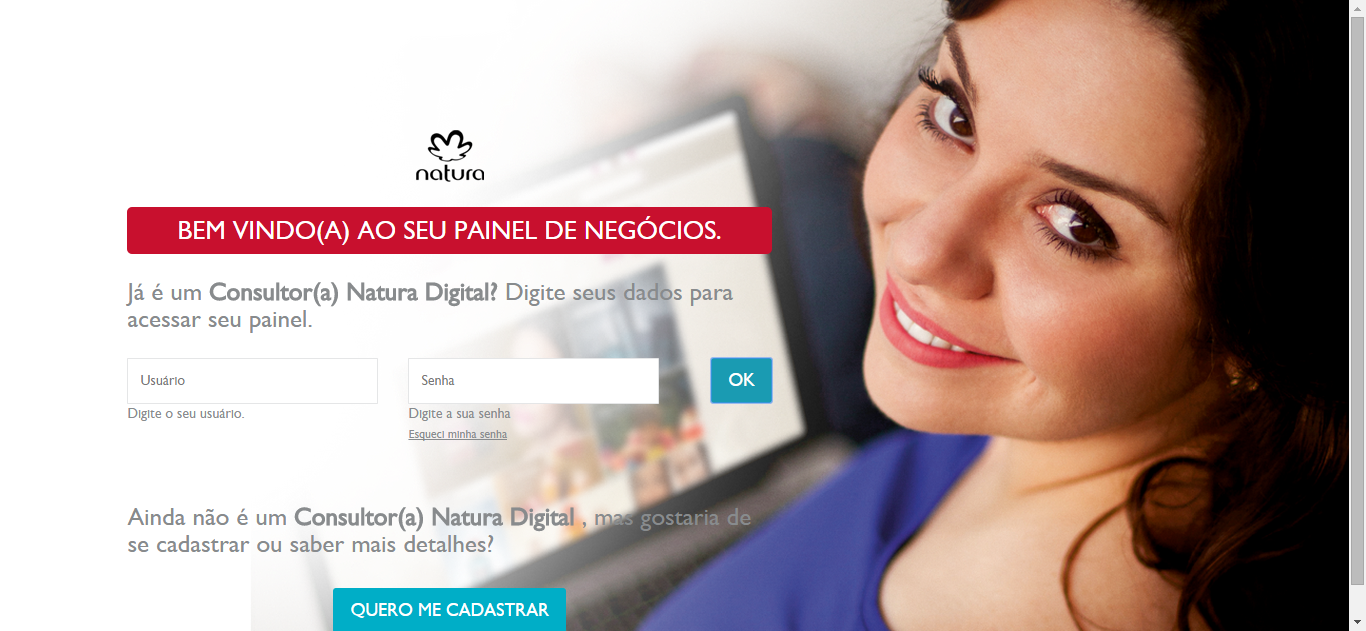 natura
BEM VINDO(A) AO SEU PAINEL DE NEGÓCIOS.
Já é um Consultor(a) Natura Digital? Digite seus dados para
acessar seu painel.
Usuário
Senha
OK
Digite o seu usuário.
Digite a sua senha
Esqueci minha senha
Ainda não é um Consultor(a) Natura Digital , mas gostaria de
se cadastrar ou saber mais detalhes?
QUERO ME CADASTRAR